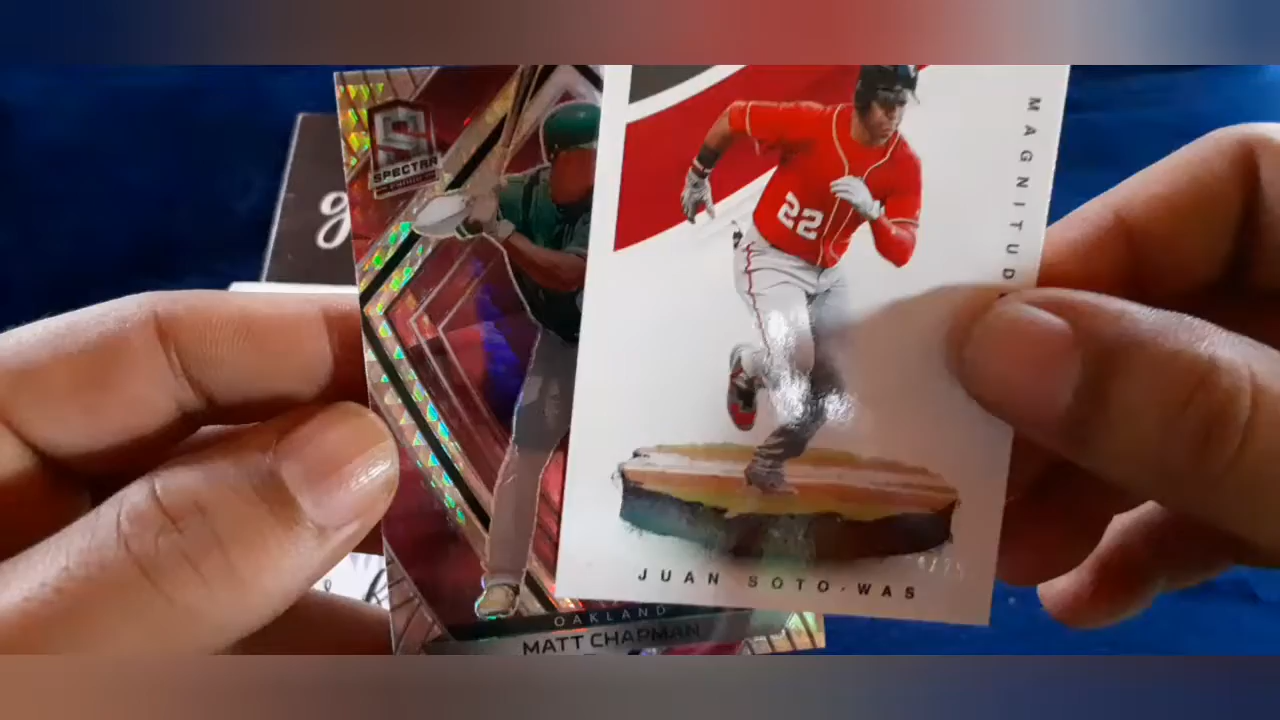 SPECTRA
OAKLAND
MATT CHAPMAN
MAGNITUD
22
JUAN SOTO, WAS